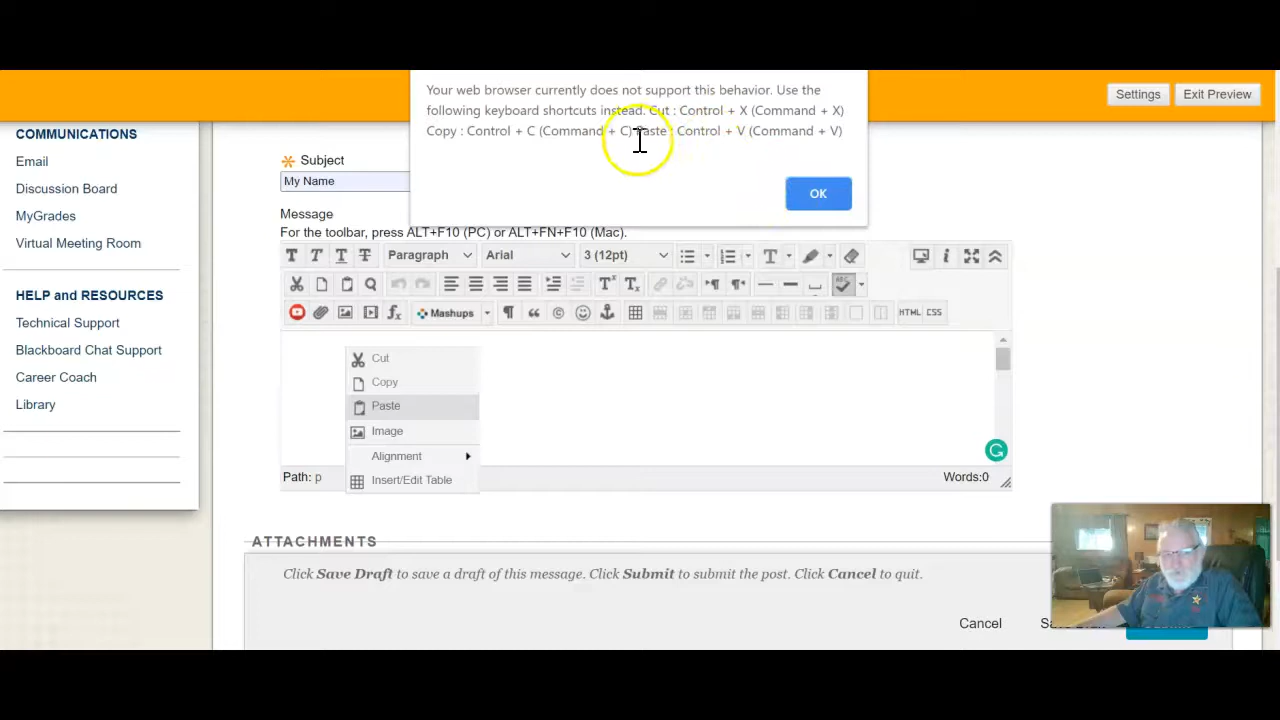 COMMUNICATIONS
Email
Discussion Board
MyGrades
Virtual Meeting Room
HELP and RESOURCES
Technical Support
Blackboard Chat Support
Career Coach
Library
Your web browser currently does not support this behavior. Use the
following keyboard shortcuts instead. Cut : Control + X (Command + X)
Copy : Control + C (Command + C) Paste : Control + V (Command + V)
OK
Settings
Exit Preview
Subject
My Name
Message
For the toolbar, press ALT+F10 (PC) or ALT+FN+F10 (Mac).
T T T T Paragraph Arial 3 (12pt) T
Mashups HTML CSS
Cut
Copy
Paste
Image
Alignment
Insert/Edit Table
Path: p Words:0
ATTACHMENTS
Click Save Draft to save a draft of this message. Click Submit to submit the post. Click Cancel to quit.
Cancel